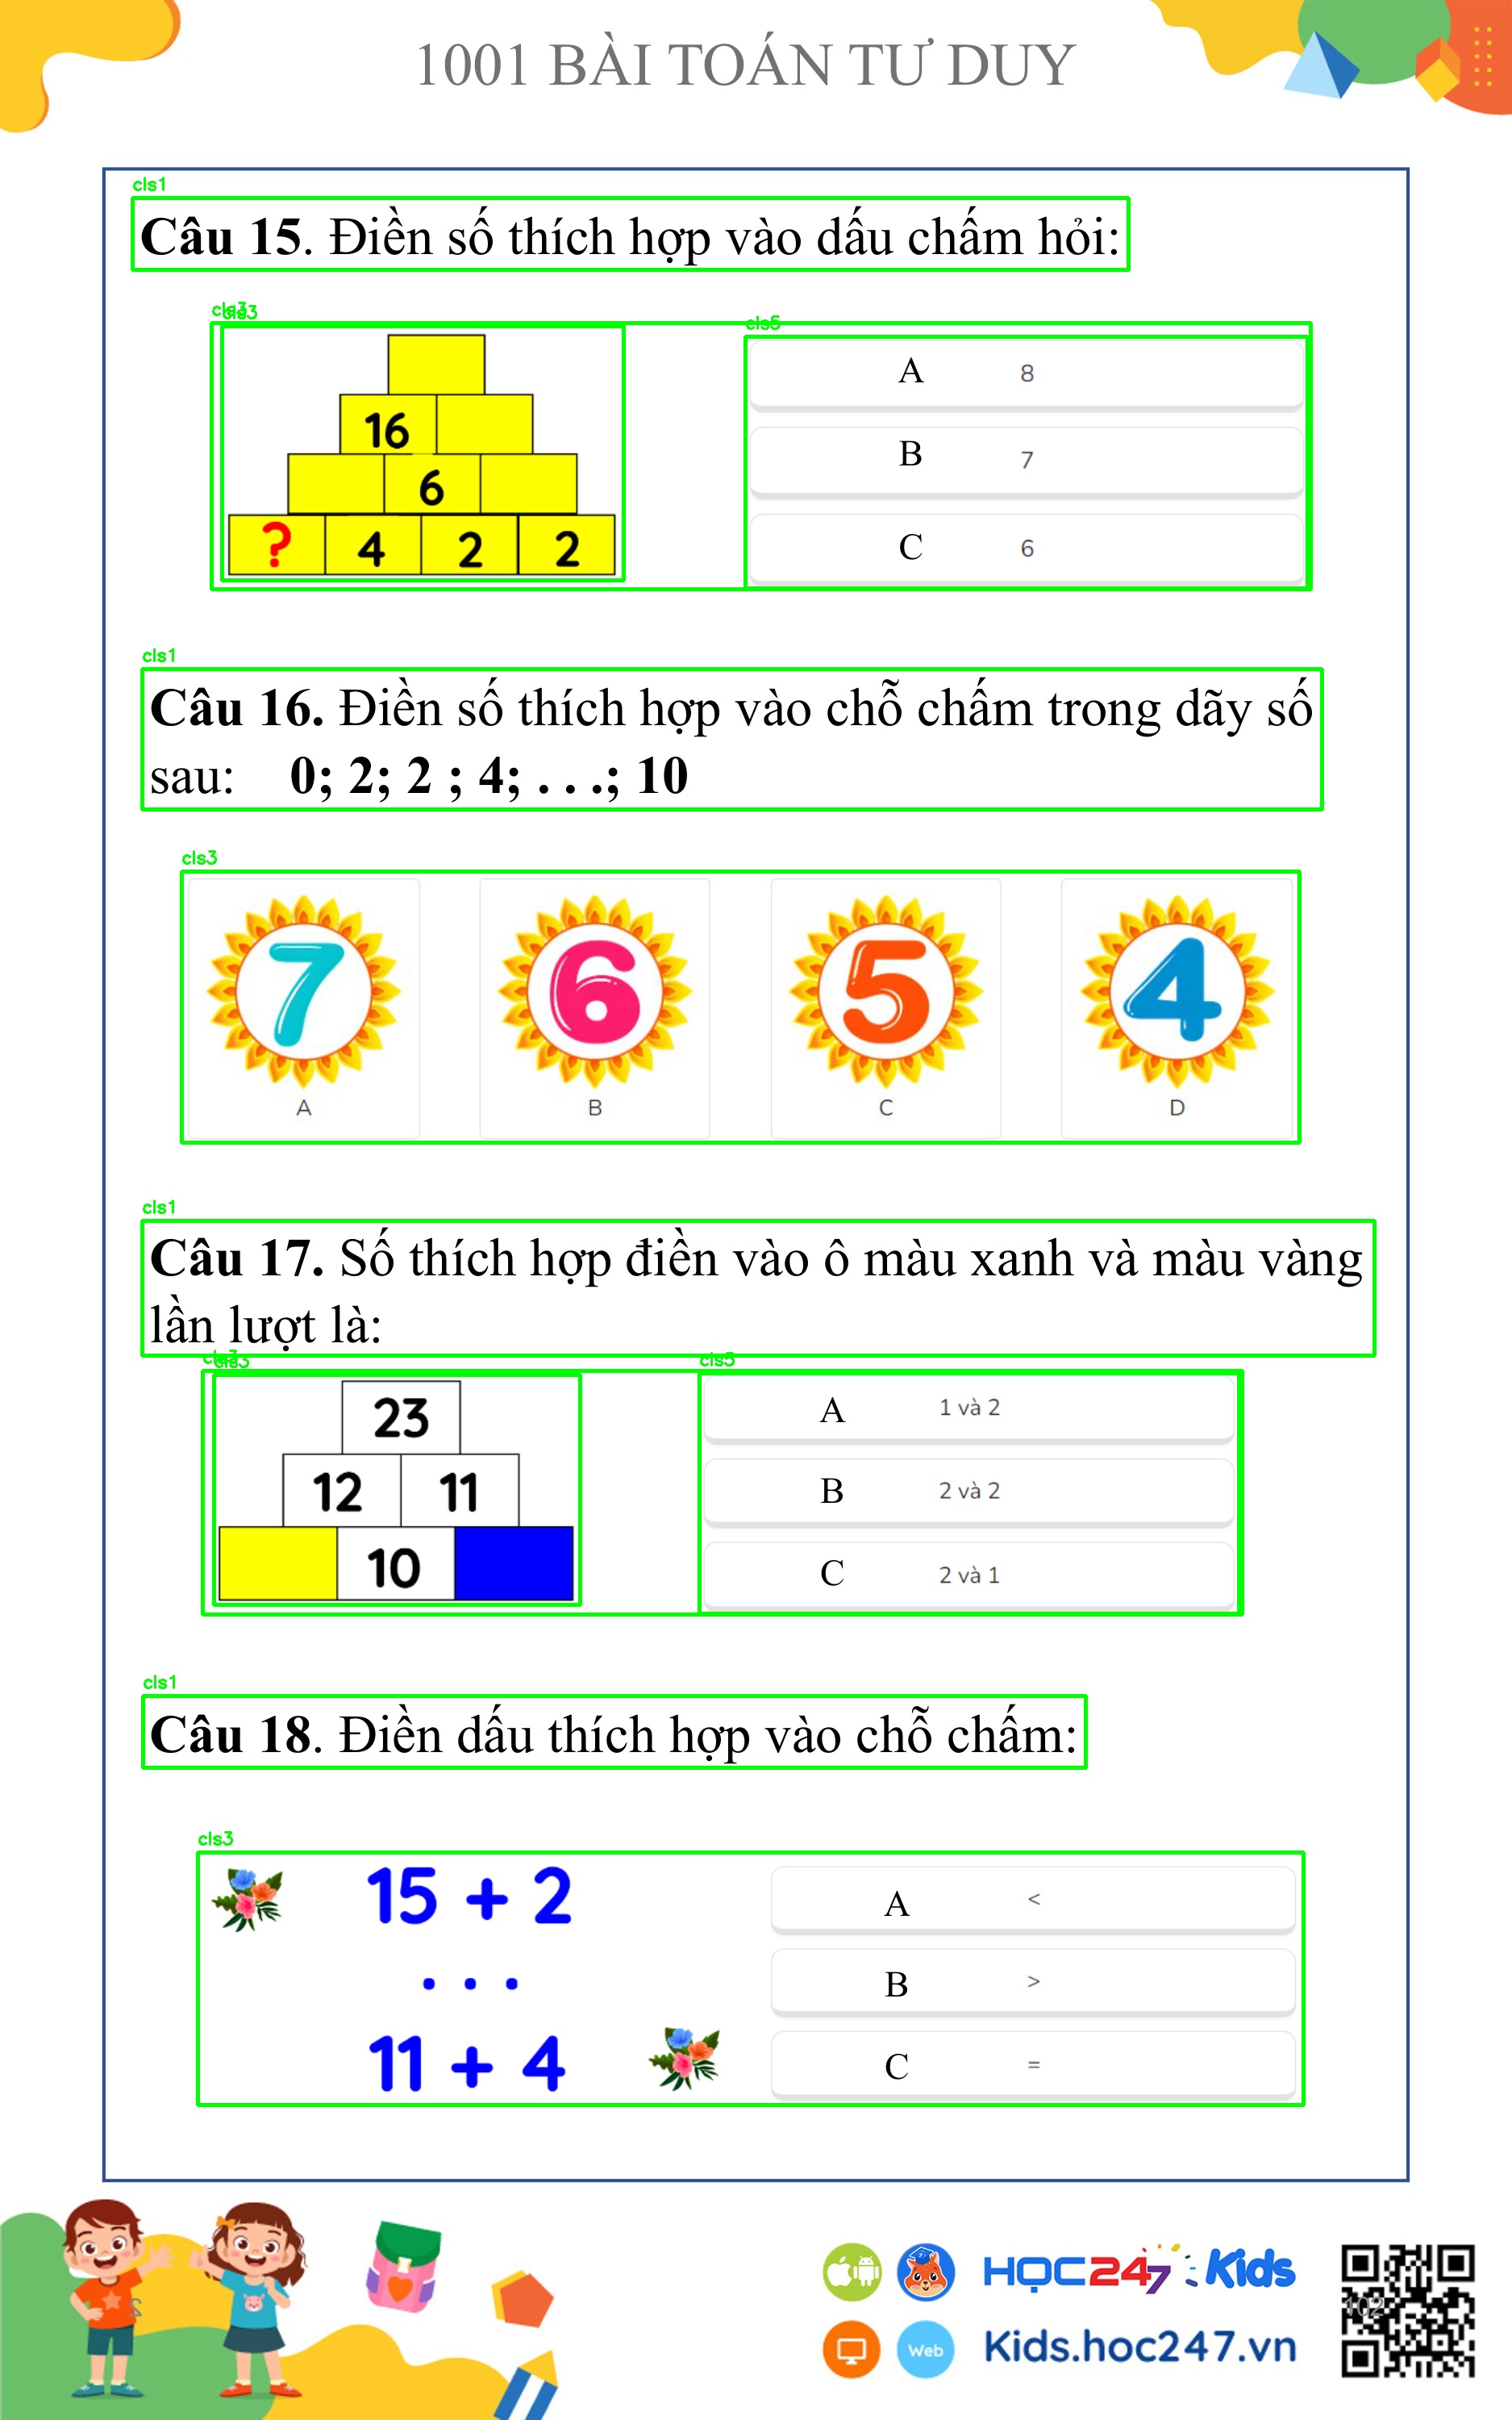 1001 BÀI TOÁN TƯ DUY
cls1
Câu 15. Điền số thích hợp vào dấu chấm hỏi:
cls3
cls5
16
6
? 4 2 2
A 8
B 7
C 6
cls1
Câu 16. Điền số thích hợp vào chỗ chấm trong dãy số
sau: 0; 2; 2 ; 4; . . .; 10
cls3
7 6 5 4
A B C D
cls1
Câu 17. Số thích hợp điền vào ô màu xanh và màu vàng
lần lượt là:
cls3
cls5
23
12 11
10
A 1 và 2
B 2 và 2
C 2 và 1
cls1
Câu 18. Điền dấu thích hợp vào chỗ chấm:
cls3
15 + 2
. . .
11 + 4
A <
B >
C =
HỌC247 Kids
Web Kids.hoc247.vn
102
2